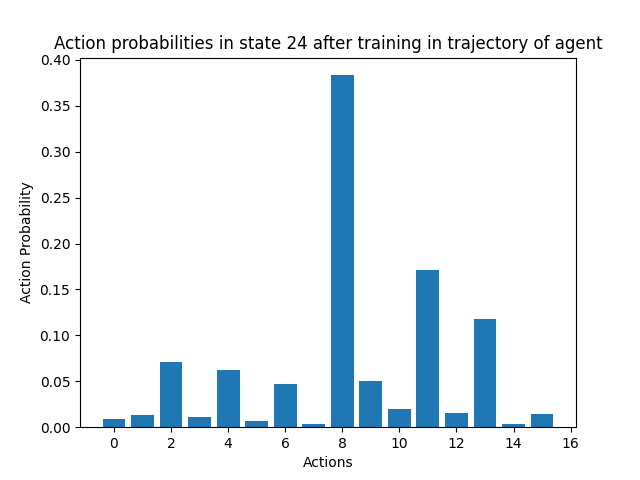 Action probabilities in state 24 after training in trajectory of agent
0.40
0.35
0.30
0.25
0.20
0.15
0.10
0.05
0.00
Action Probability
0 2 4 6 8 10 12 14 16
Actions